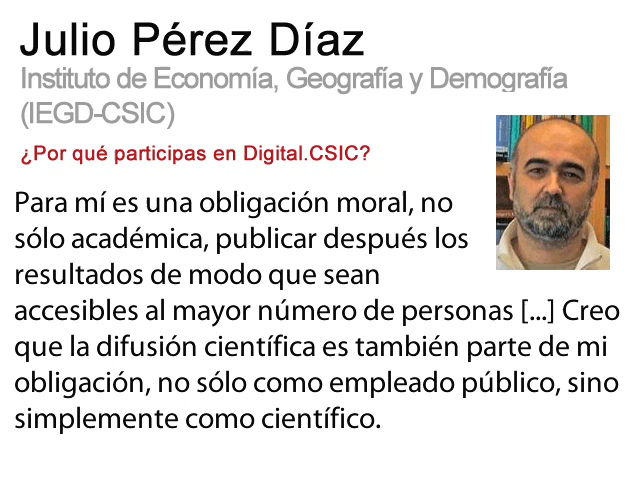 Julio Pérez Díaz
Instituto de Economía, Geografía y Demografía
(IEGD-CSIC)
¿Por qué participas en Digital.CSIC?
Para mí es una obligación moral, no
sólo académica, publicar después los
resultados de modo que sean
accesibles al mayor número de personas [...] Creo
que la difusión científica es también parte de mi
obligación, no sólo como empleado público, sino
simplemente como científico.